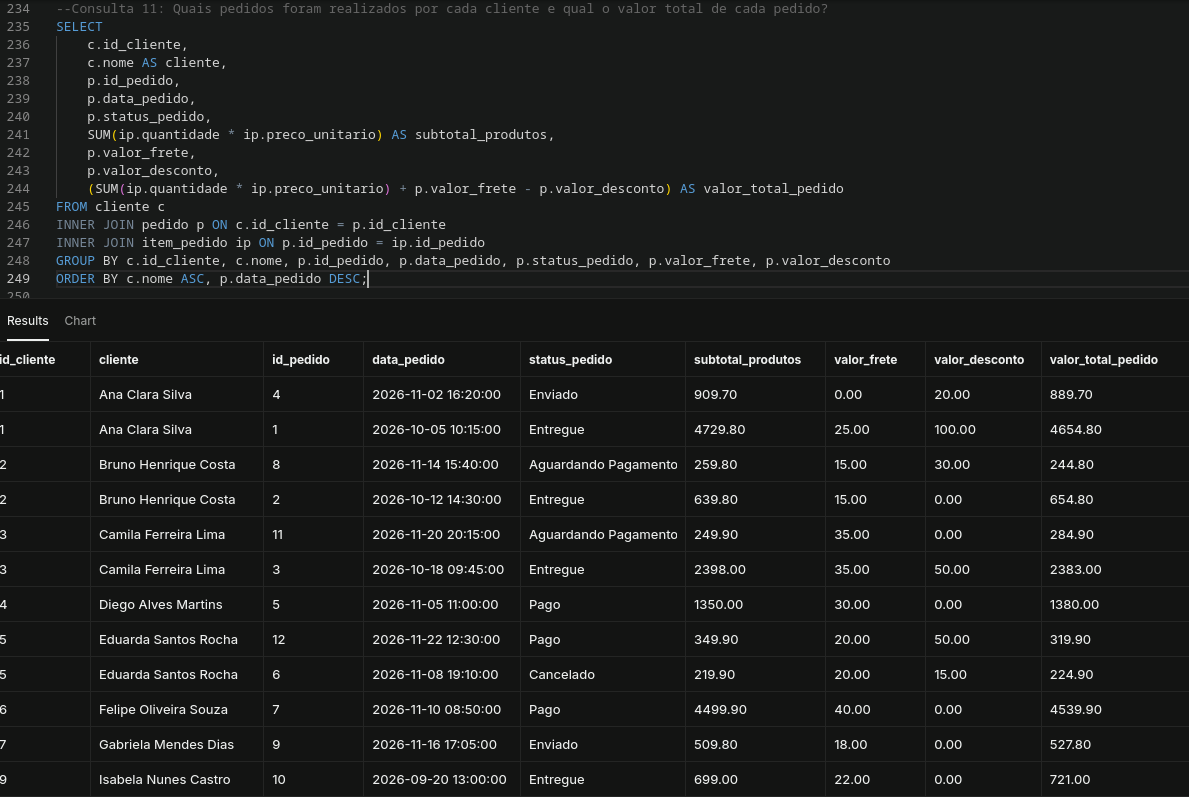 234 --Consulta 11: Quais pedidos foram realizados por cada cliente e qual o valor total de cada pedido?
235 SELECT
236 c.id_cliente,
237 c.nome AS cliente,
238 p.id_pedido,
239 p.data_pedido,
240 p.status_pedido,
241 SUM(ip.quantidade * ip.preco_unitario) AS subtotal_produtos,
242 p.valor_frete,
243 p.valor_desconto,
244 (SUM(ip.quantidade * ip.preco_unitario) + p.valor_frete - p.valor_desconto) AS valor_total_pedido
245 FROM cliente c
246 INNER JOIN pedido p ON c.id_cliente = p.id_cliente
247 INNER JOIN item_pedido ip ON p.id_pedido = ip.id_pedido
248 GROUP BY c.id_cliente, c.nome, p.id_pedido, p.data_pedido, p.status_pedido, p.valor_frete, p.valor_desconto
249 ORDER BY c.nome ASC, p.data_pedido DESC;
250
Results Chart
id_cliente cliente id_pedido data_pedido status_pedido subtotal_produtos valor_frete valor_desconto valor_total_pedido
1 Ana Clara Silva 4 2026-11-02 16:20:00 Enviado 909.70 0.00 20.00 889.70
1 Ana Clara Silva 1 2026-10-05 10:15:00 Entregue 4729.80 25.00 100.00 4654.80
2 Bruno Henrique Costa 8 2026-11-14 15:40:00 Aguardando Pagamento 259.80 15.00 30.00 244.80
2 Bruno Henrique Costa 2 2026-10-12 14:30:00 Entregue 639.80 15.00 0.00 654.80
3 Camila Ferreira Lima 11 2026-11-20 20:15:00 Aguardando Pagamento 249.90 35.00 0.00 284.90
3 Camila Ferreira Lima 3 2026-10-18 09:45:00 Entregue 2398.00 35.00 50.00 2383.00
4 Diego Alves Martins 5 2026-11-05 11:00:00 Pago 1350.00 30.00 0.00 1380.00
5 Eduarda Santos Rocha 12 2026-11-22 12:30:00 Pago 349.90 20.00 50.00 319.90
5 Eduarda Santos Rocha 6 2026-11-08 19:10:00 Cancelado 219.90 20.00 15.00 224.90
6 Felipe Oliveira Souza 7 2026-11-10 08:50:00 Pago 4499.90 40.00 0.00 4539.90
7 Gabriela Mendes Dias 9 2026-11-16 17:05:00 Enviado 509.80 18.00 0.00 527.80
9 Isabela Nunes Castro 10 2026-09-20 13:00:00 Entregue 699.00 22.00 0.00 721.00